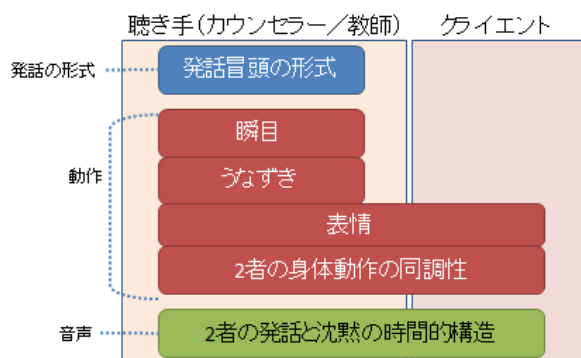 聴き手(カウンセラー/教師)
クライエント
発話の形式
発話冒頭の形式
瞬目
うなずき
動作
表情
2者の身体動作の同調性
音声
2者の発話と沈黙の時間的構造